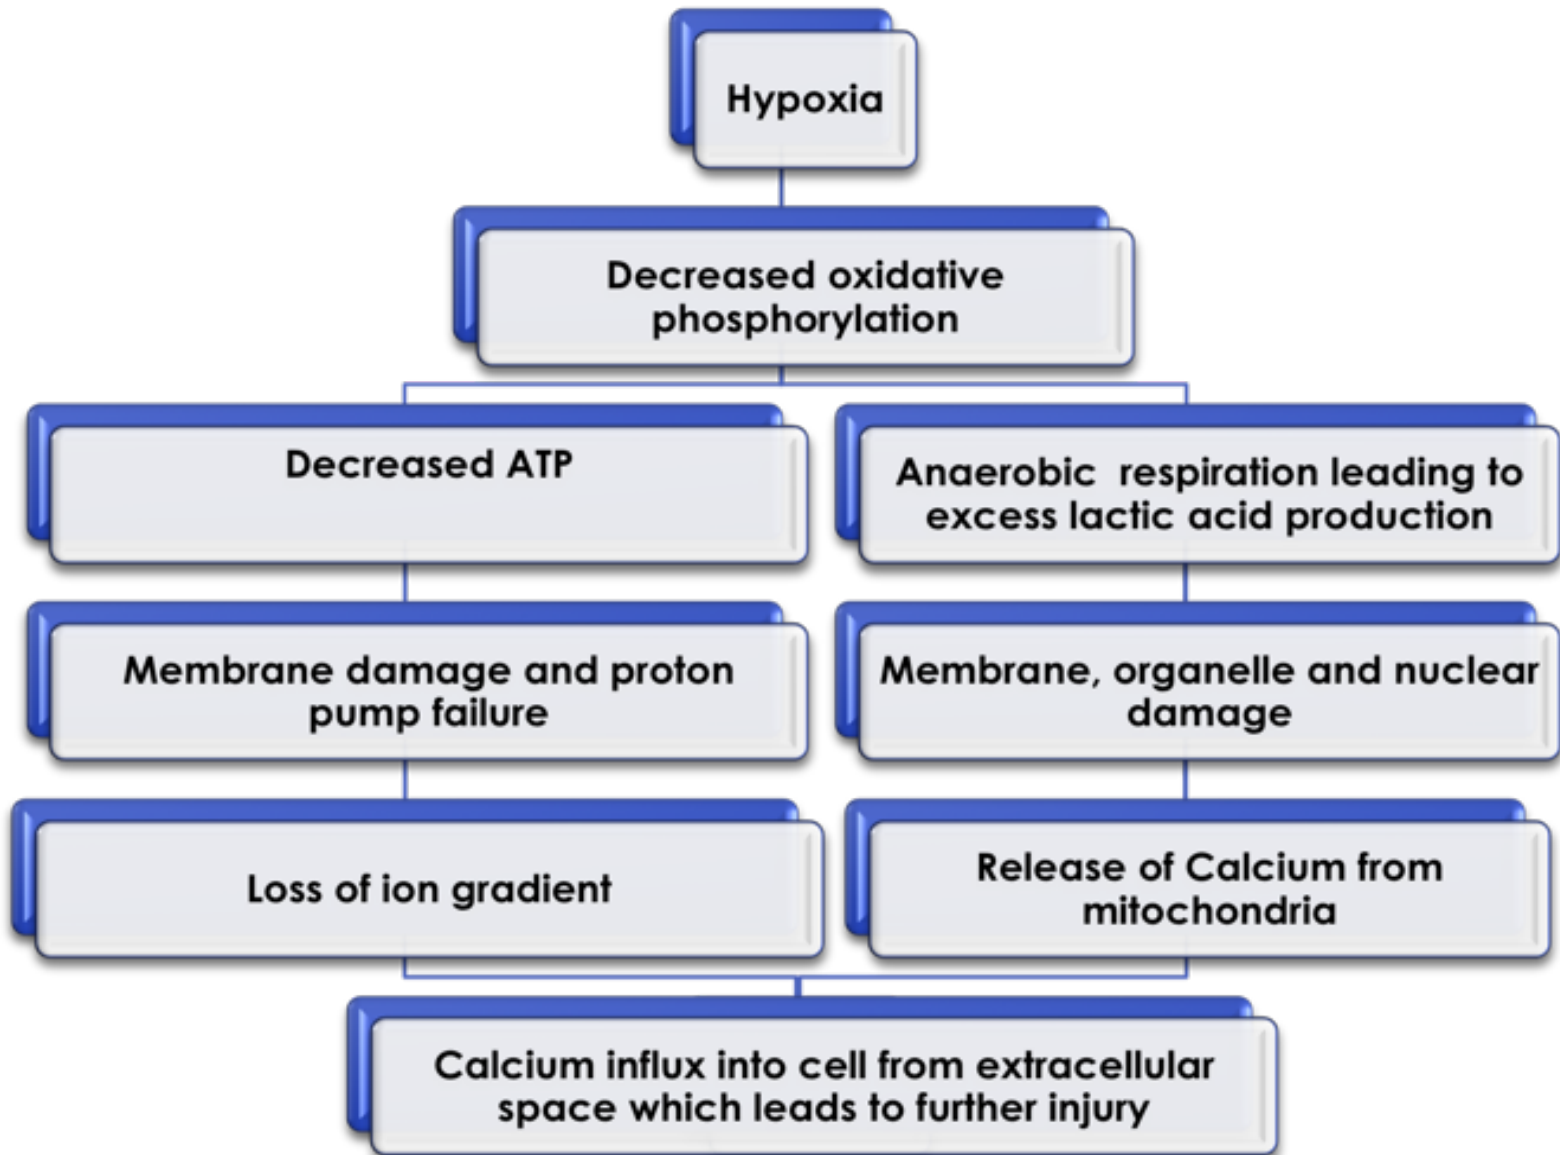 Hypoxia
Decreased oxidative
phosphorylation
Decreased ATP
Anaerobic  respiration leading to
excess lactic acid production
Membrane damage and proton
pump failure
Membrane, organelle and nuclear
damage
Loss of ion gradient
Release of Calcium from
mitochondria
Calcium influx into cell from extracellular
space which leads to further injury